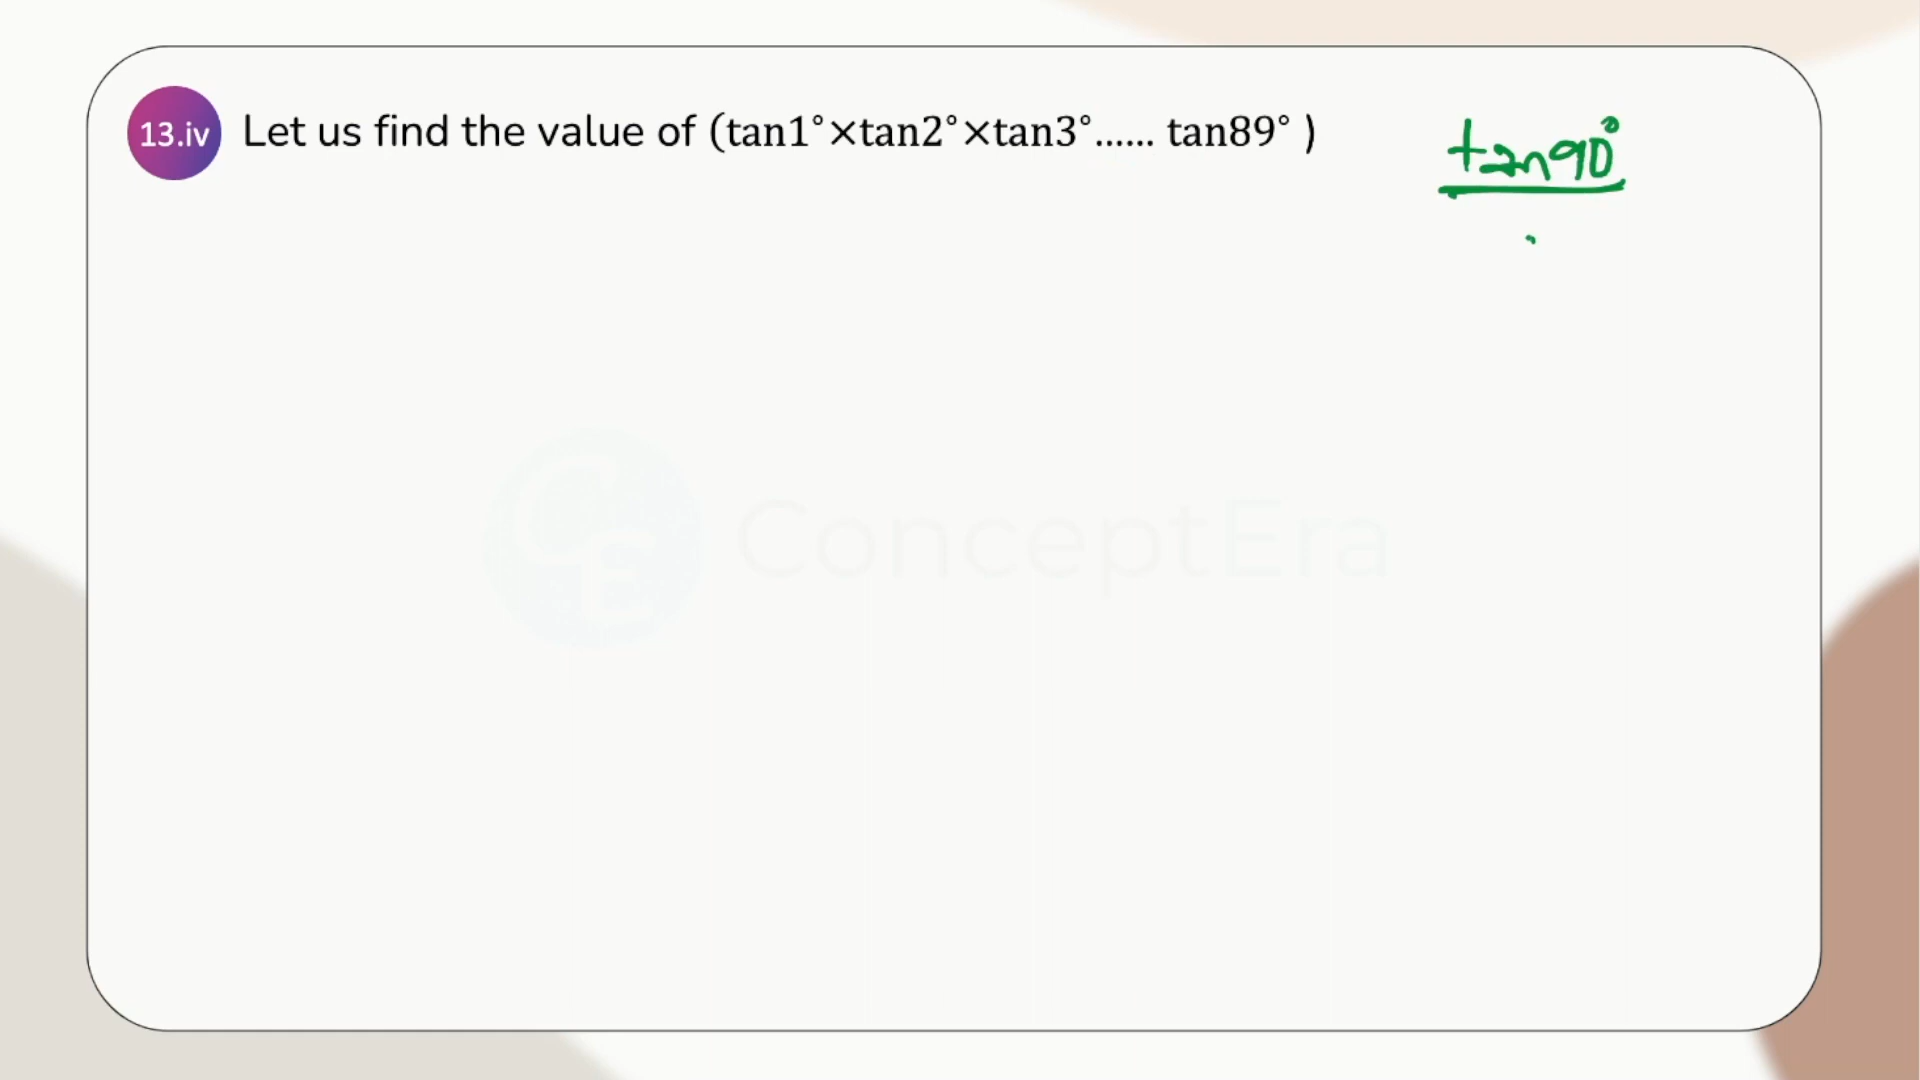 13.iv Let us find the value of (tan1°×tan2°×tan3°...... tan89° )
tan90°
ConceptEra